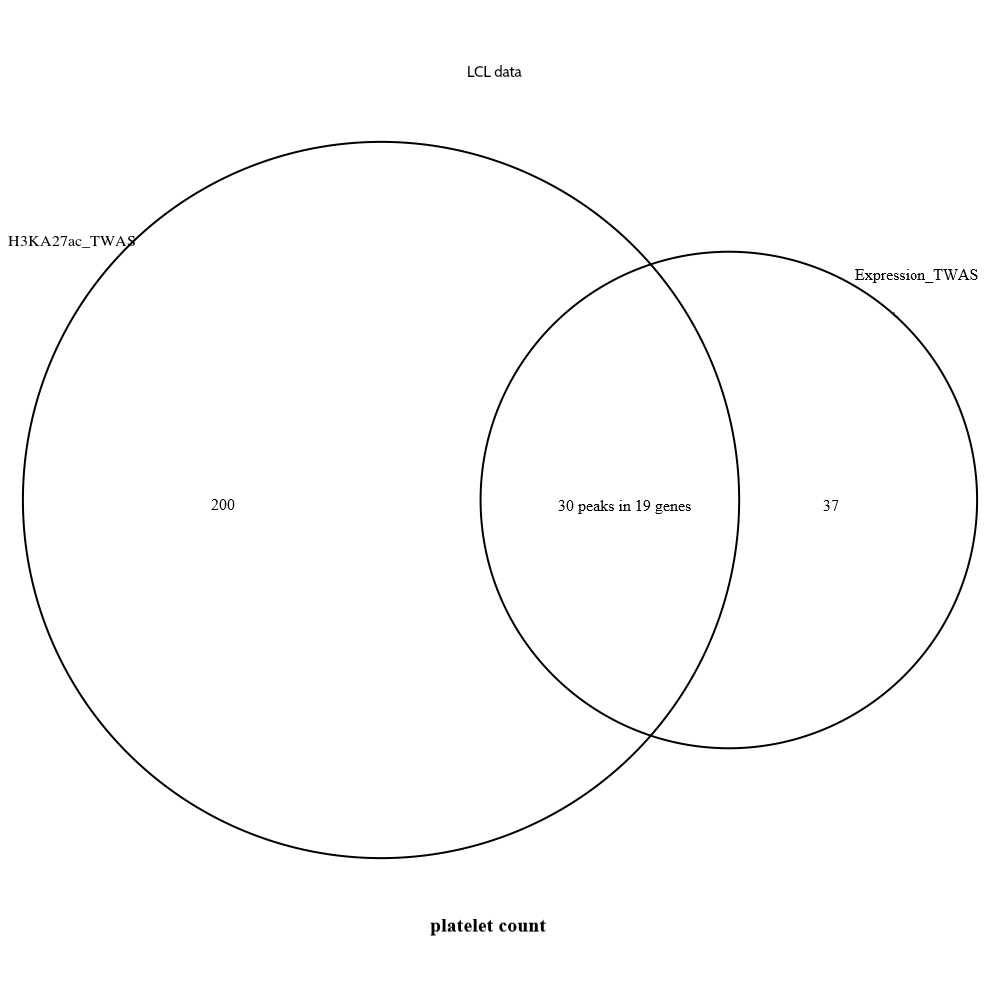 LCL data
H3KA27ac_TWAS
Expression_TWAS
200
30 peaks in 19 genes
37
platelet count